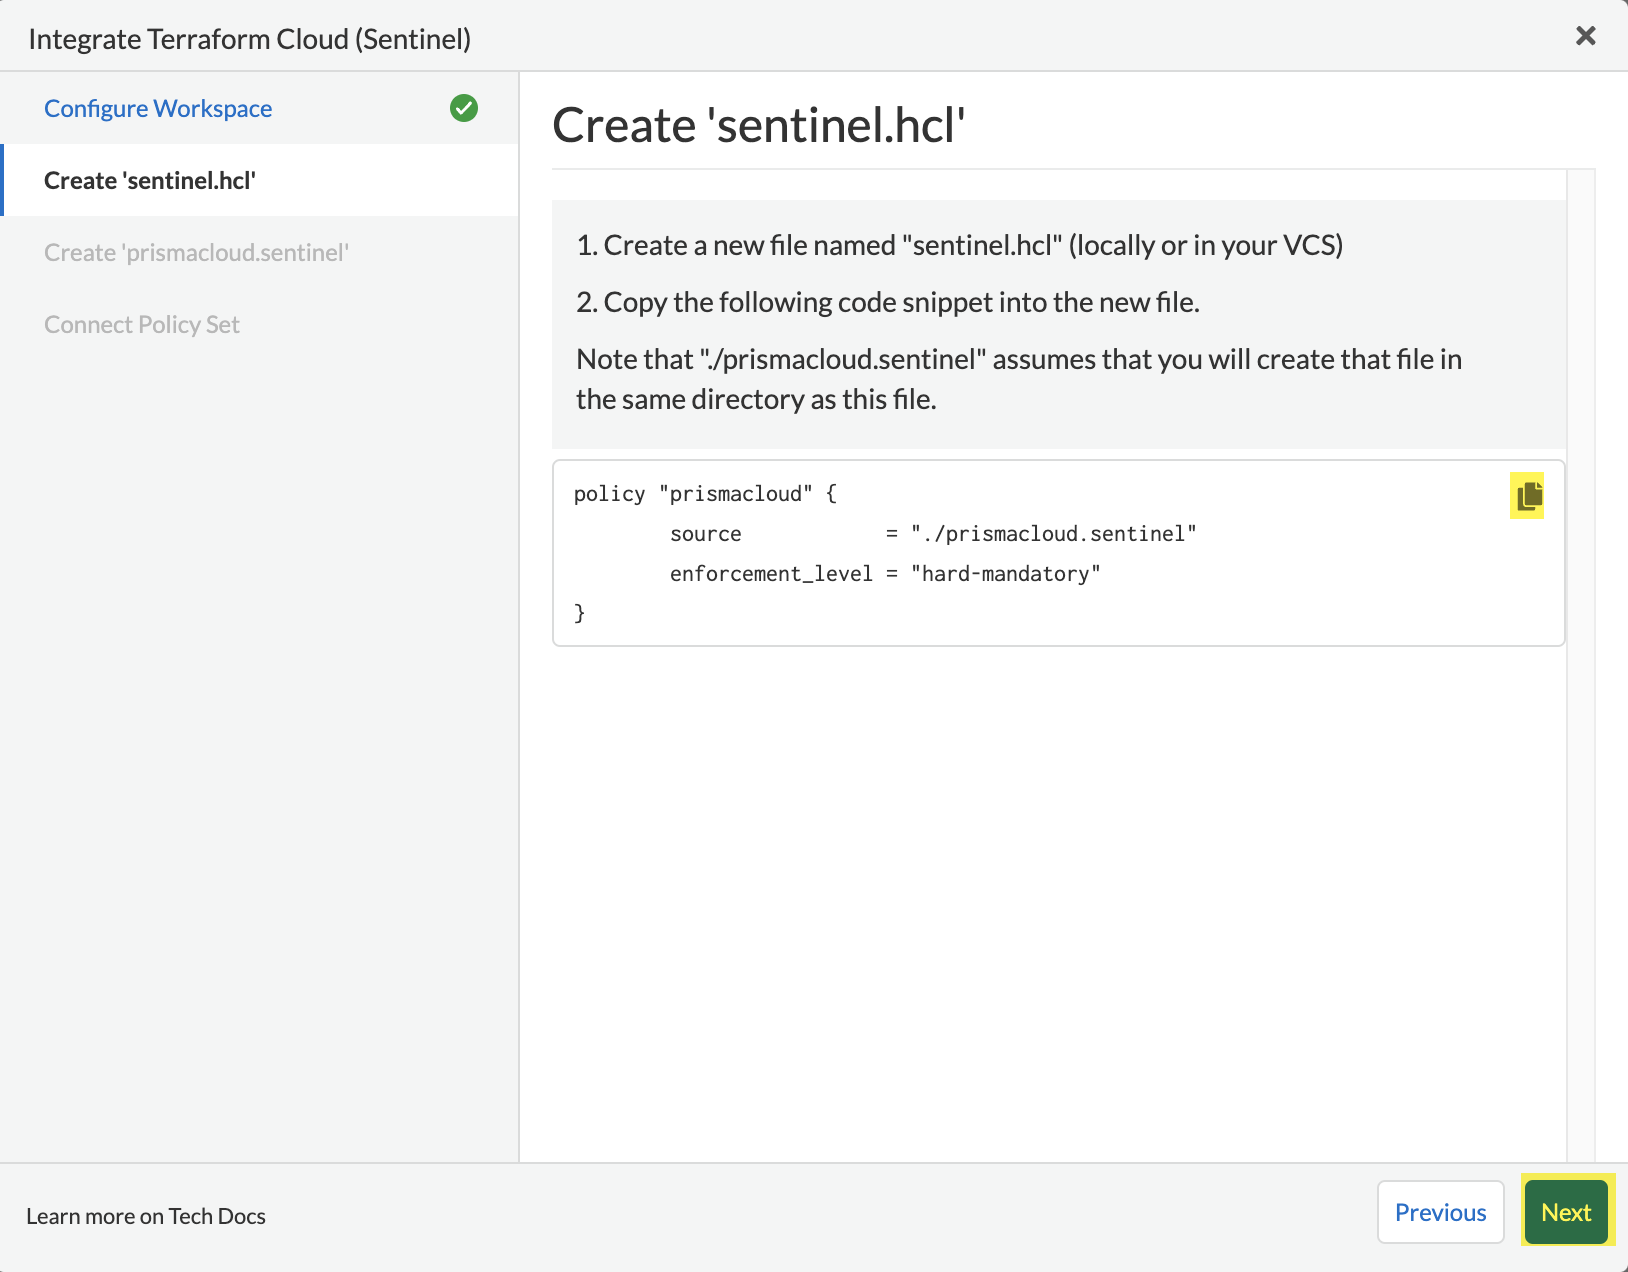 Integrate Terraform Cloud (Sentinel)
Configure Workspace
Create 'sentinel.hcl'
Create 'prismacloud.sentinel'
Connect Policy Set
Create 'sentinel.hcl'
1. Create a new file named "sentinel.hcl" (locally or in your VCS)
2. Copy the following code snippet into the new file.
Note that "./prismacloud.sentinel" assumes that you will create that file in
the same directory as this file.
policy "prismacloud" {
        source            = "./prismacloud.sentinel"
        enforcement_level = "hard-mandatory"
}
Learn more on Tech Docs
Previous
Next